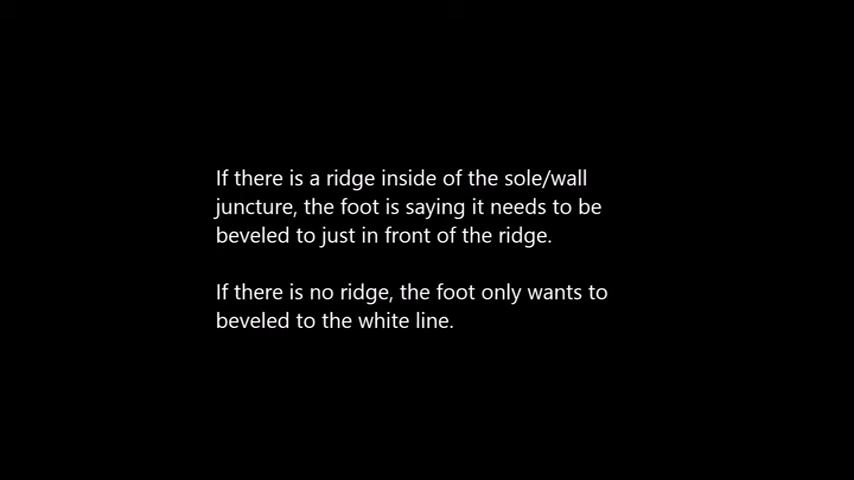 If there is a ridge inside of the sole/wall
juncture, the foot is saying it needs to be
beveled to just in front of the ridge.
If there is no ridge, the foot only wants to
beveled to the white line.